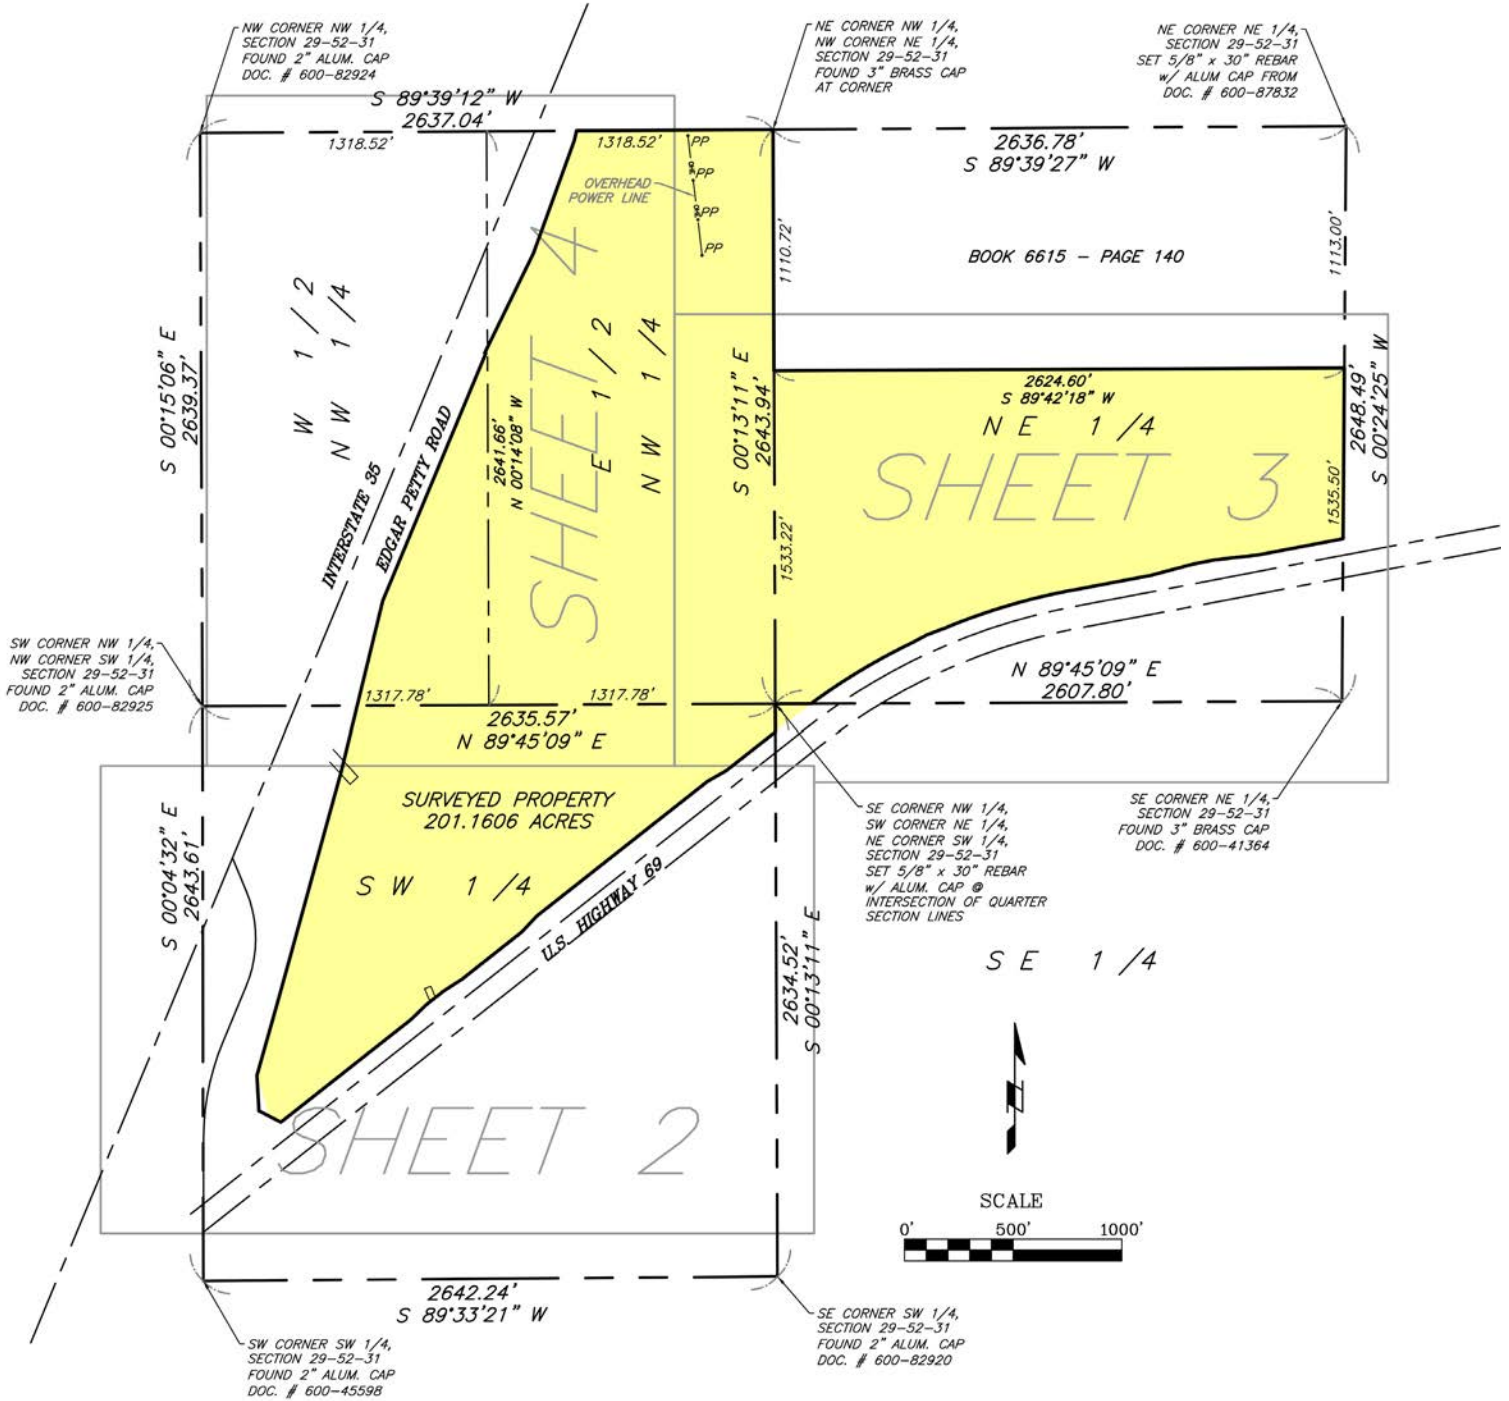 NW CORNER NW 1/4,
SECTION 29-52-31
FOUND 2" ALUM. CAP
DOC. # 600-82924
NE CORNER NW 1/4,
NW CORNER NE 1/4,
SECTION 29-52-31
FOUND 3" BRASS CAP
AT CORNER
NE CORNER NE 1/4,
SECTION 29-52-31
SET 5/8" x 30" REBAR
w/ ALUM CAP FROM
DOC. # 600-87832
S 89°39'12" W
2637.04'
1318.52'
1318.52'
2636.78'
S 89°39'27" W
PP
OHE
PP
OHE
PP
PP
OVERHEAD
POWER LINE
1110.72'
1113.00'
BOOK 6615 - PAGE 140
W 1/2
NW 1/4
S 00°15'06" E
2639.37'
SHEET 4
E 1/2
NW 1/4
2641.66'
N 00°14'08" W
S 00°13'11" E
2643.94'
2624.60'
S 89°42'18" W
NE 1/4
SHEET 3
2648.49'
S 00°24'25" W
1535.50'
1533.22'
INTERSTATE 35
EDGAR PETTY ROAD
SW CORNER NW 1/4,
NW CORNER SW 1/4,
SECTION 29-52-31
FOUND 2" ALUM. CAP
DOC. # 600-82925
1317.78'
1317.78'
2635.57'
N 89°45'09" E
N 89°45'09" E
2607.80'
SURVEYED PROPERTY
201.1606 ACRES
SW 1/4
S 00°04'32" E
2643.61'
U.S. HIGHWAY 69
SE CORNER NW 1/4,
SW CORNER NE 1/4,
NE CORNER SW 1/4,
SECTION 29-52-31
SET 5/8" x 30" REBAR
w/ ALUM. CAP @
INTERSECTION OF QUARTER
SECTION LINES
SE CORNER NE 1/4,
SECTION 29-52-31
FOUND 3" BRASS CAP
DOC. # 600-41364
2634.52'
S 00°13'11" E
SE 1/4
SHEET 2
SCALE
0' 500' 1000'
2642.24'
S 89°33'21" W
SW CORNER SW 1/4,
SECTION 29-52-31
FOUND 2" ALUM. CAP
DOC. # 600-45598
SE CORNER SW 1/4,
SECTION 29-52-31
FOUND 2" ALUM. CAP
DOC. # 600-82920